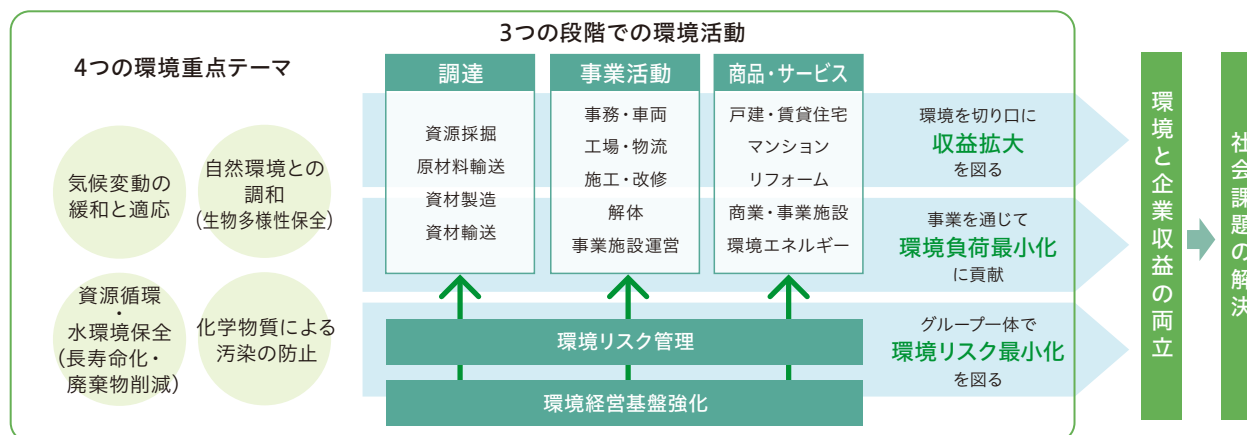 3つの段階での環境活動
4つの環境重点テーマ
気候変動の
緩和と適応
自然環境との
調和
(生物多様性保全)
資源循環
・
水環境保全
(長寿命化・
廃棄物削減)
化学物質による
汚染の防止
調達
資源採掘
原材料輸送
資材製造
資材輸送
事業活動
事務・車両
工場・物流
施工・改修
解体
事業施設運営
商品・サービス
戸建・賃貸住宅
マンション
リフォーム
商業・事業施設
環境エネルギー
環境リスク管理
環境経営基盤強化
環境を切り口に
収益拡大
を図る
事業を通じて
環境負荷最小化
に貢献
グループ一体で
環境リスク最小化
を図る
環境と企業収益の両立
社会課題の解決